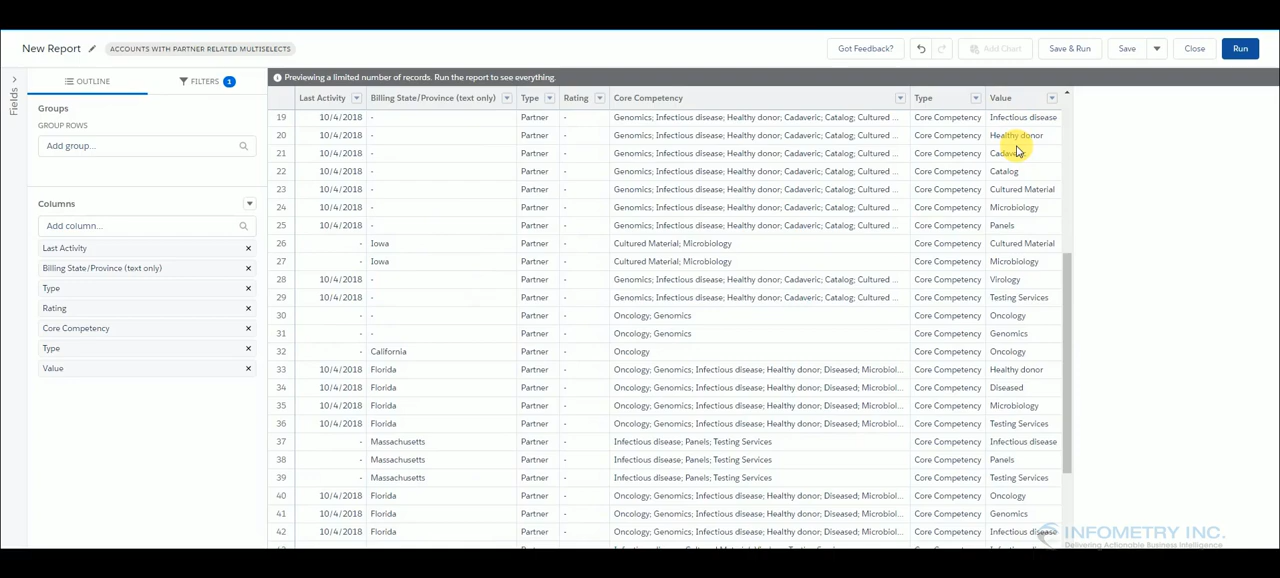 New Report ACCOUNTS WITH PARTNER RELATED MULTISELECTS Got Feedback? Add Chart Save & Run Save Close Run
Fields
OUTLINE FILTERS 1
Previewing a limited number of records. Run the report to see everything.
Groups
GROUP ROWS
Add group...
Columns
Add column...
Last Activity
Billing State/Province (text only)
Type
Rating
Core Competency
Type
Value
Last Activity Billing State/Province (text only) Type Rating Core Competency Type Value
19 10/4/2018 - Partner - Genomics; Infectious disease; Healthy donor; Cadaveric; Catalog; Cultured ... Core Competency Infectious disease
20 10/4/2018 - Partner - Genomics; Infectious disease; Healthy donor; Cadaveric; Catalog; Cultured ... Core Competency Healthy donor
21 10/4/2018 - Partner - Genomics; Infectious disease; Healthy donor; Cadaveric; Catalog; Cultured ... Core Competency
22 10/4/2018 - Partner - Genomics; Infectious disease; Healthy donor; Cadaveric; Catalog; Cultured ... Core Competency Catalog
23 10/4/2018 - Partner - Genomics; Infectious disease; Healthy donor; Cadaveric; Catalog; Cultured ... Core Competency Cultured Material
24 10/4/2018 - Partner - Genomics; Infectious disease; Healthy donor; Cadaveric; Catalog; Cultured ... Core Competency Microbiology
25 10/4/2018 - Partner - Genomics; Infectious disease; Healthy donor; Cadaveric; Catalog; Cultured ... Core Competency Panels
26 - Iowa Partner - Cultured Material; Microbiology Core Competency Cultured Material
27 - Iowa Partner - Cultured Material; Microbiology Core Competency Microbiology
28 10/4/2018 - Partner - Genomics; Infectious disease; Healthy donor; Cadaveric; Catalog; Cultured ... Core Competency Virology
29 10/4/2018 - Partner - Genomics; Infectious disease; Healthy donor; Cadaveric; Catalog; Cultured ... Core Competency Testing Services
30 - - Partner - Oncology; Genomics Core Competency Oncology
31 - - Partner - Oncology; Genomics Core Competency Genomics
32 - California Partner - Oncology Core Competency Oncology
33 10/4/2018 Florida Partner - Oncology; Genomics; Infectious disease; Healthy donor; Diseased; Microbiol... Core Competency Healthy donor
34 10/4/2018 Florida Partner - Oncology; Genomics; Infectious disease; Healthy donor; Diseased; Microbiol... Core Competency Diseased
35 10/4/2018 Florida Partner - Oncology; Genomics; Infectious disease; Healthy donor; Diseased; Microbiol... Core Competency Microbiology
36 10/4/2018 Florida Partner - Oncology; Genomics; Infectious disease; Healthy donor; Diseased; Microbiol... Core Competency Testing Services
37 - Massachusetts Partner - Infectious disease; Panels; Testing Services Core Competency Infectious disease
38 - Massachusetts Partner - Infectious disease; Panels; Testing Services Core Competency Panels
39 - Massachusetts Partner - Infectious disease; Panels; Testing Services Core Competency Testing Services
40 10/4/2018 Florida Partner - Oncology; Genomics; Infectious disease; Healthy donor; Diseased; Microbiol... Core Competency Oncology
41 10/4/2018 Florida Partner - Oncology; Genomics; Infectious disease; Healthy donor; Diseased; Microbiol... Core Competency Genomics
42 10/4/2018 Florida Partner - Oncology; Genomics; Infectious disease; Healthy donor; Diseased; Microbiol... Core Competency Infectious disease
INFOMETRY INC.
Delivering Actionable Business Intelligence